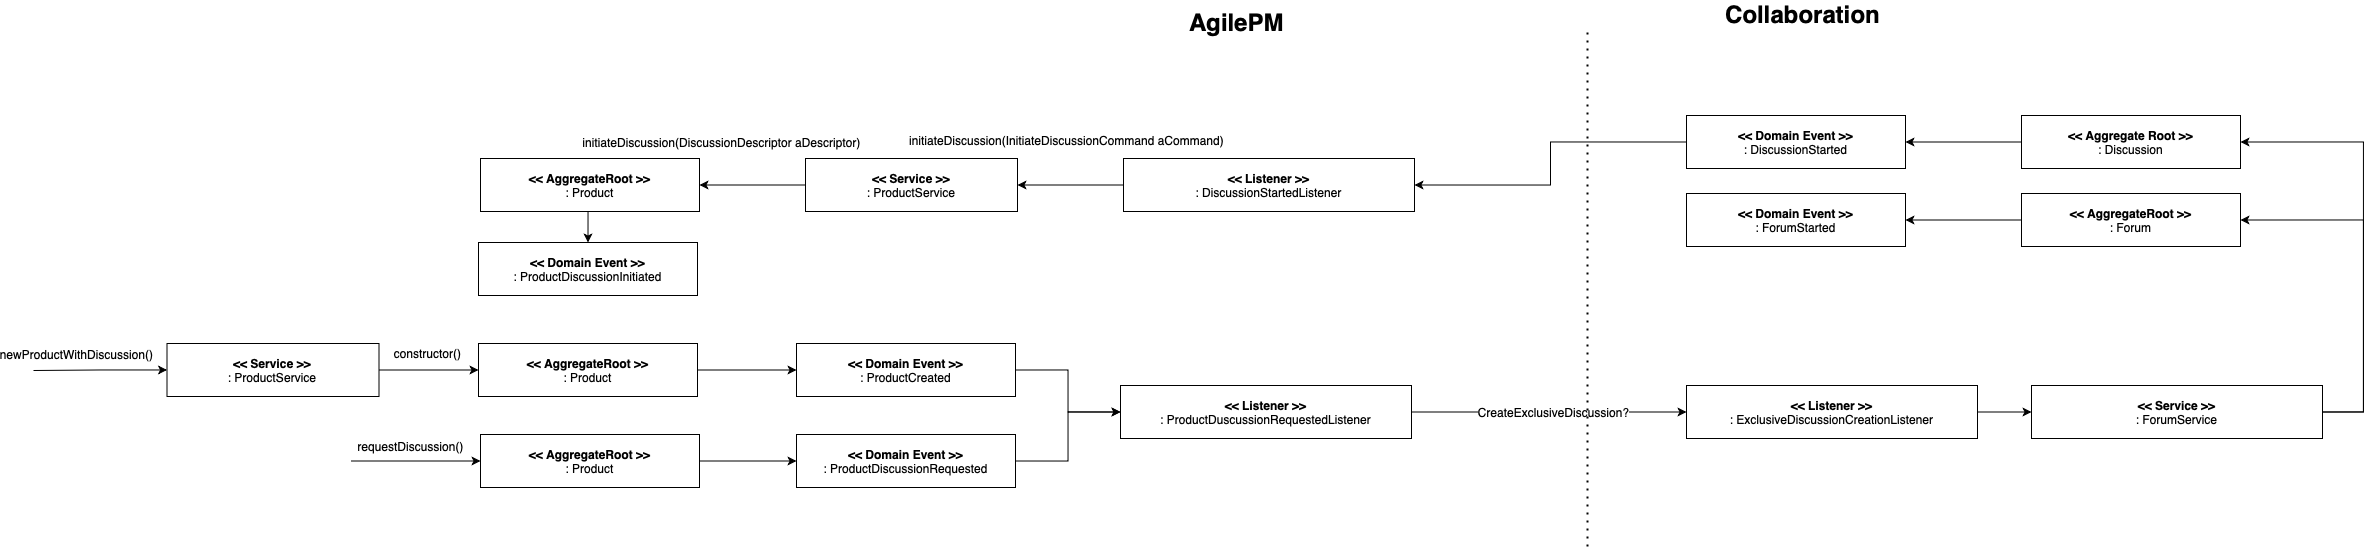 AgilePM
Collaboration
initiateDiscussion(DiscussionDescriptor aDescriptor)
initiateDiscussion(InitiateDiscussionCommand aCommand)
<< AggregateRoot >>
: Product
<< Service >>
: ProductService
<< Listener >>
: DiscussionStartedListener
<< Domain Event >>
: DiscussionStarted
<< Aggregate Root >>
: Discussion
<< Domain Event >>
: ForumStarted
<< AggregateRoot >>
: Forum
<< Domain Event >>
: ProductDiscussionInitiated
newProductWithDiscussion()
<< Service >>
: ProductService
constructor()
<< AggregateRoot >>
: Product
<< Domain Event >>
: ProductCreated
<< Listener >>
: ProductDuscussionRequestedListener
CreateExclusiveDiscussion?
<< Listener >>
: ExclusiveDiscussionCreationListener
<< Service >>
: ForumService
requestDiscussion()
<< AggregateRoot >>
: Product
<< Domain Event >>
: ProductDiscussionRequested